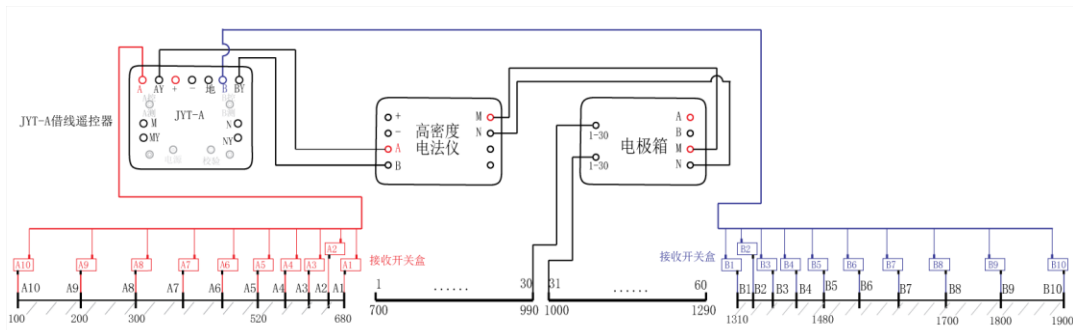 A AY + - 地 B BY
JYT-A借线遥控器
JYT-A
M N
MY NY
电源 校验
+ M
- N
高密度
电法仪
A
B
1-30
1-30
电极箱
A
B
M
N
A10 A9 A8 A7 A6 A5 A4 A3 A2 A1
接收开关盒
接收开关盒
B1 B2 B3 B4 B5 B6 B7 B8 B9 B10
A10 A9 A8 A7 A6 A5 A4 A3 A2 A1
1 ...... 30 31 ...... 60
B1 B2 B3 B4 B5 B6 B7 B8 B9 B10
100 200 300 520 680 700 990 1000 1290 1310 1480 1700 1800 1900